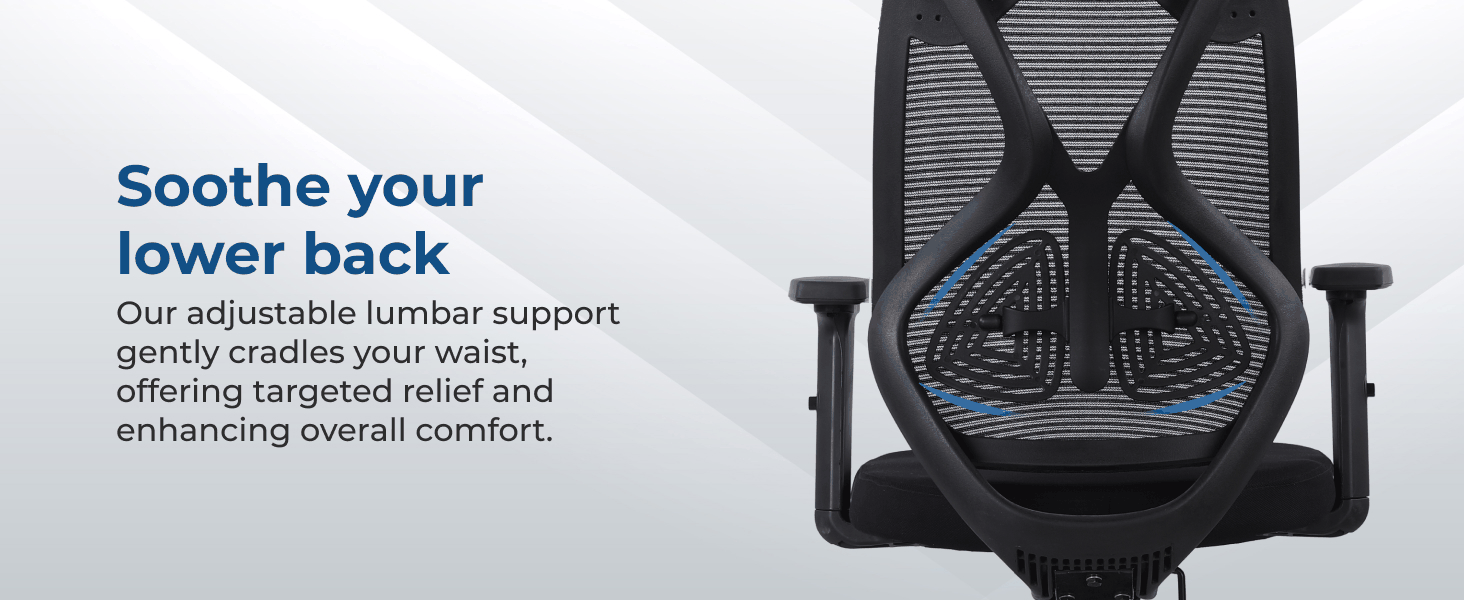 Soothe your
lower back
Our adjustable lumbar support
gently cradles your waist,
offering targeted relief and
enhancing overall comfort.